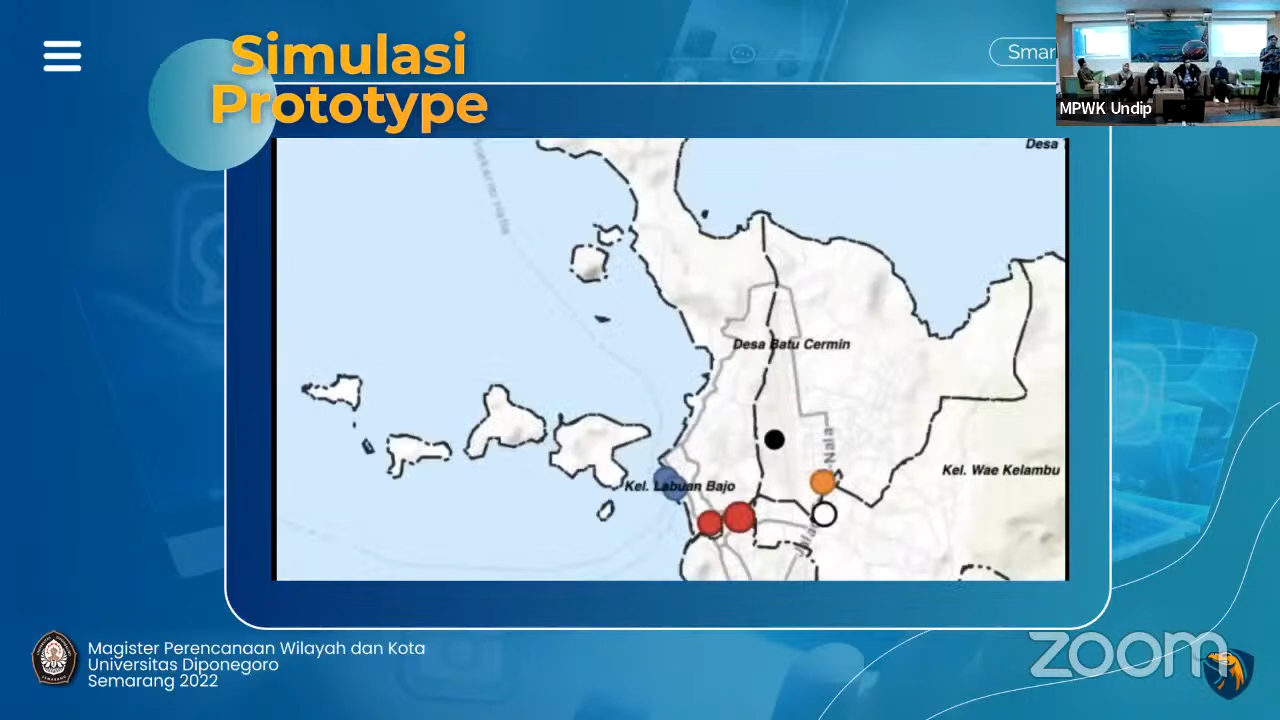 Simulasi
Prototype
Smar
MPWK Undip
Desa
Desa Batu Cermin
-Nala
Kel. Wae Kelambu
Kel. Labuan Bajo
Magister Perencanaan Wilayah dan Kota
Universitas Diponegoro
Semarang 2022
zoom